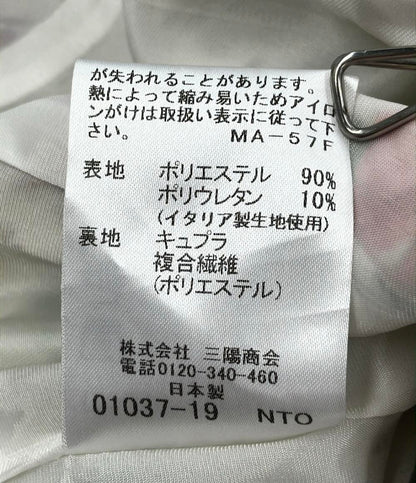 が失われることがあります。
熱によって縮み易いためアイロ
ンがけは取扱い表示に従って下
さい。 MA-57F
表地 ポリエステル 90%
ポリウレタン 10%
(イタリア製生地使用)
裏地 キュプラ
複合繊維
(ポリエステル)
株式会社 三陽商会
電話0120-340-460
日本製
01037-19 NTO